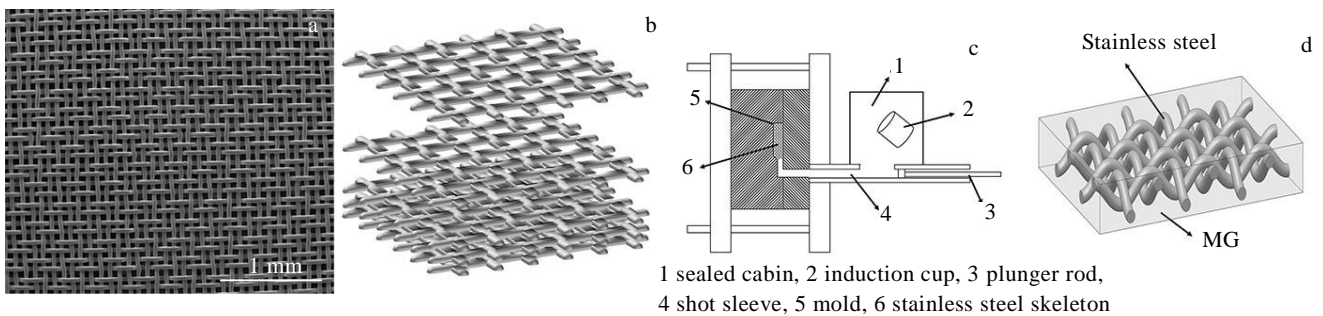 a
1 mm
b
c
1
2
5
6
4
3
1 sealed cabin, 2 induction cup, 3 plunger rod,
4 shot sleeve, 5 mold, 6 stainless steel skeleton
Stainless steel
d
MG